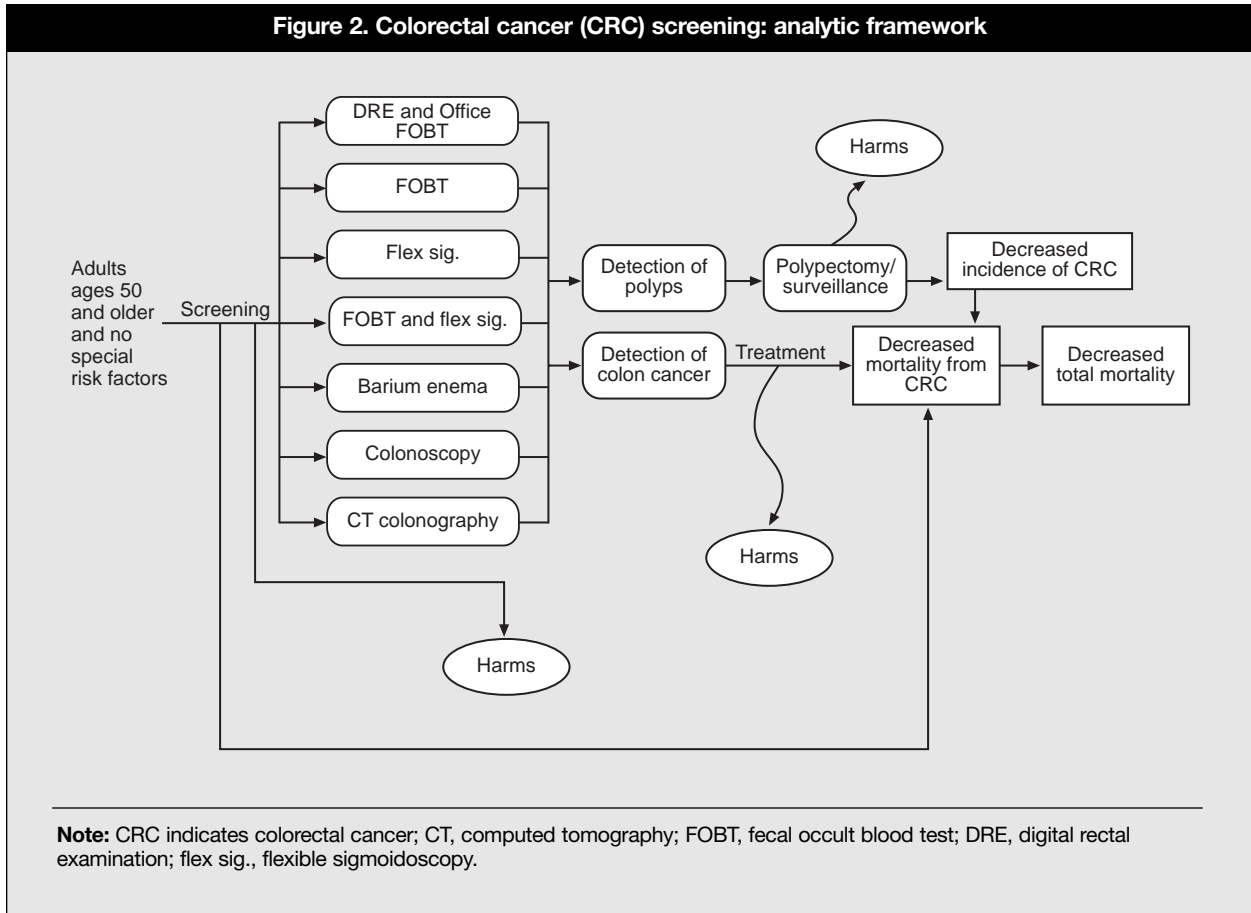 Figure 2. Colorectal cancer (CRC) screening: analytic framework
Adults
ages 50
and older
and no
special
risk factors
Screening
DRE and Office
FOBT
FOBT
Flex sig.
FOBT and flex sig.
Barium enema
Colonoscopy
CT colonography
Harms
Detection of
polyps
Detection of
colon cancer
Polypectomy/
surveillance
Harms
Treatment
Harms
Decreased
incidence of CRC
Decreased
mortality from
CRC
Decreased
total mortality
Note: CRC indicates colorectal cancer; CT, computed tomography; FOBT, fecal occult blood test; DRE, digital rectal
examination; flex sig., flexible sigmoidoscopy.